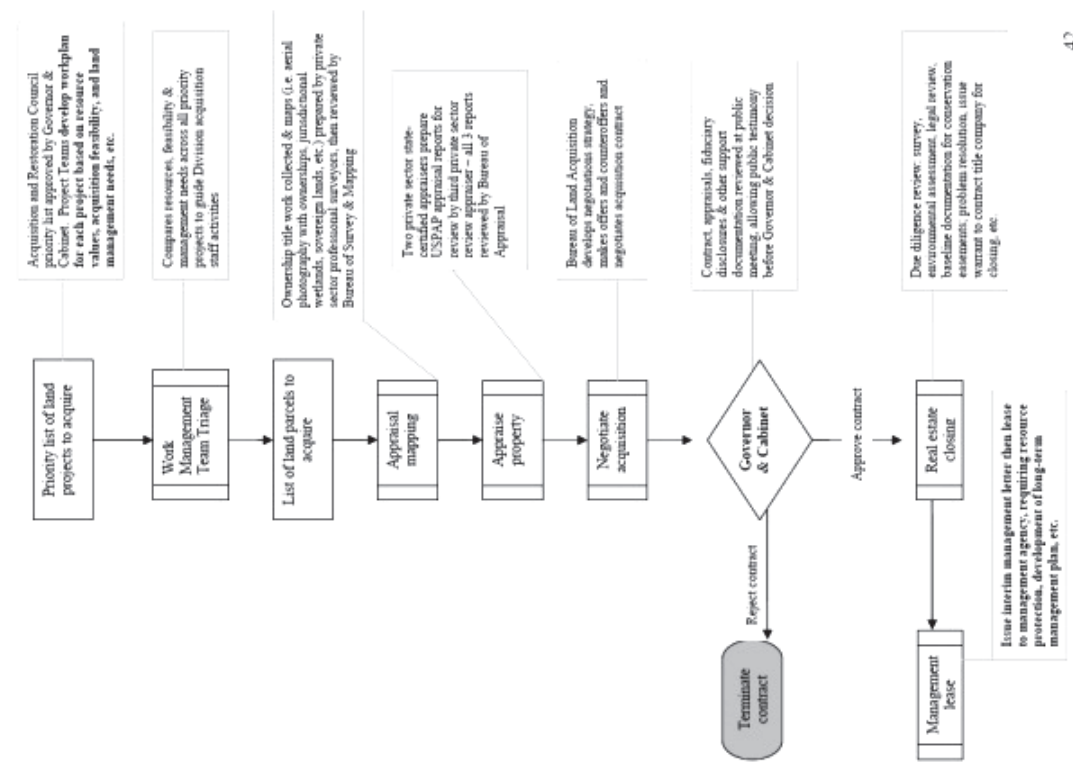 Priority list of land
projects to acquire
Acquisition and Restoration Council
priority list approved by Governor &
Cabinet. Project Teams develop workplan
for each project based on resource
values, acquisition feasibility, and land
management needs, etc.
Work
Management
Team Triage
Compares resources, feasibility &
management needs across all priority
projects to guide Division acquisition
staff activities
List of land parcels to
acquire
Appraisal
mapping
Ownership title work collected & maps (i.e. aerial
photography with ownerships, jurisdictional
wetlands, sovereign lands, etc.) prepared by private
sector professional surveyors, then reviewed by
Bureau of Survey & Mapping
Appraise
property
Two private sector state-
certified appraisers prepare
USPAP appraisal reports for
review by third private sector
review appraiser – all 3 reports
reviewed by Bureau of
Appraisal
Negotiate
acquisition
Bureau of Land Acquisition
develops negotiations strategy,
makes offers and counteroffers and
negotiates acquisition contract
Governor
& Cabinet
Contract, appraisals, fiduciary
disclosures & other support
documentation reviewed at public
meeting, allowing public testimony
before Governor & Cabinet decision
Reject contract
Terminate
contract
Approve contract
Real estate
closing
Due diligence review: survey,
environmental assessment, legal review,
baseline documentation for conservation
easements, problem resolution, issue
warrant to contract title company for
closing, etc.
Management
lease
Issue interim management letter then lease
to management agency, requiring resource
protection, development of long-term
management plan, etc.
42